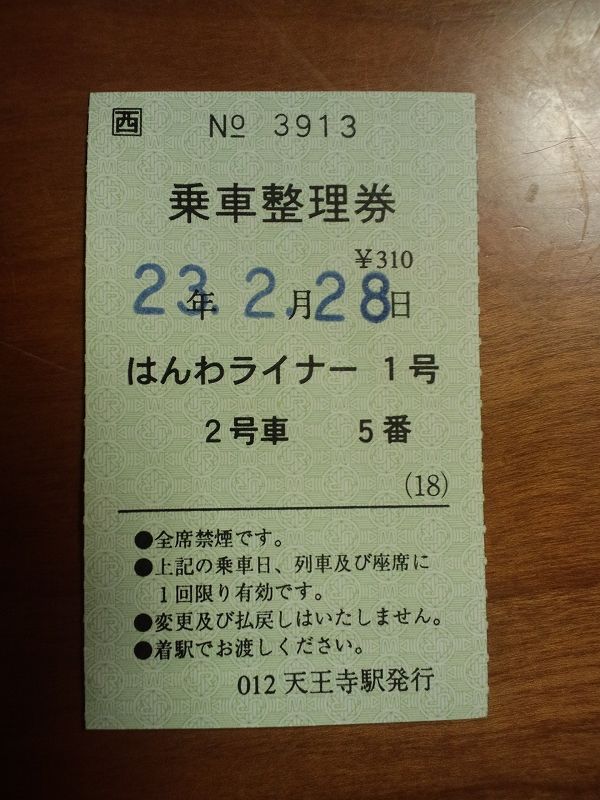 西 № 3913
乗車整理券
¥310
23.年 2.月 28日
はんわライナー 1号
2号車 5番
(18)
●全席禁煙です。
●上記の乗車日、列車及び座席に
1回限り有効です。
●変更及び払戻しはいたしません。
●着駅でお渡しください。
012 天王寺駅発行